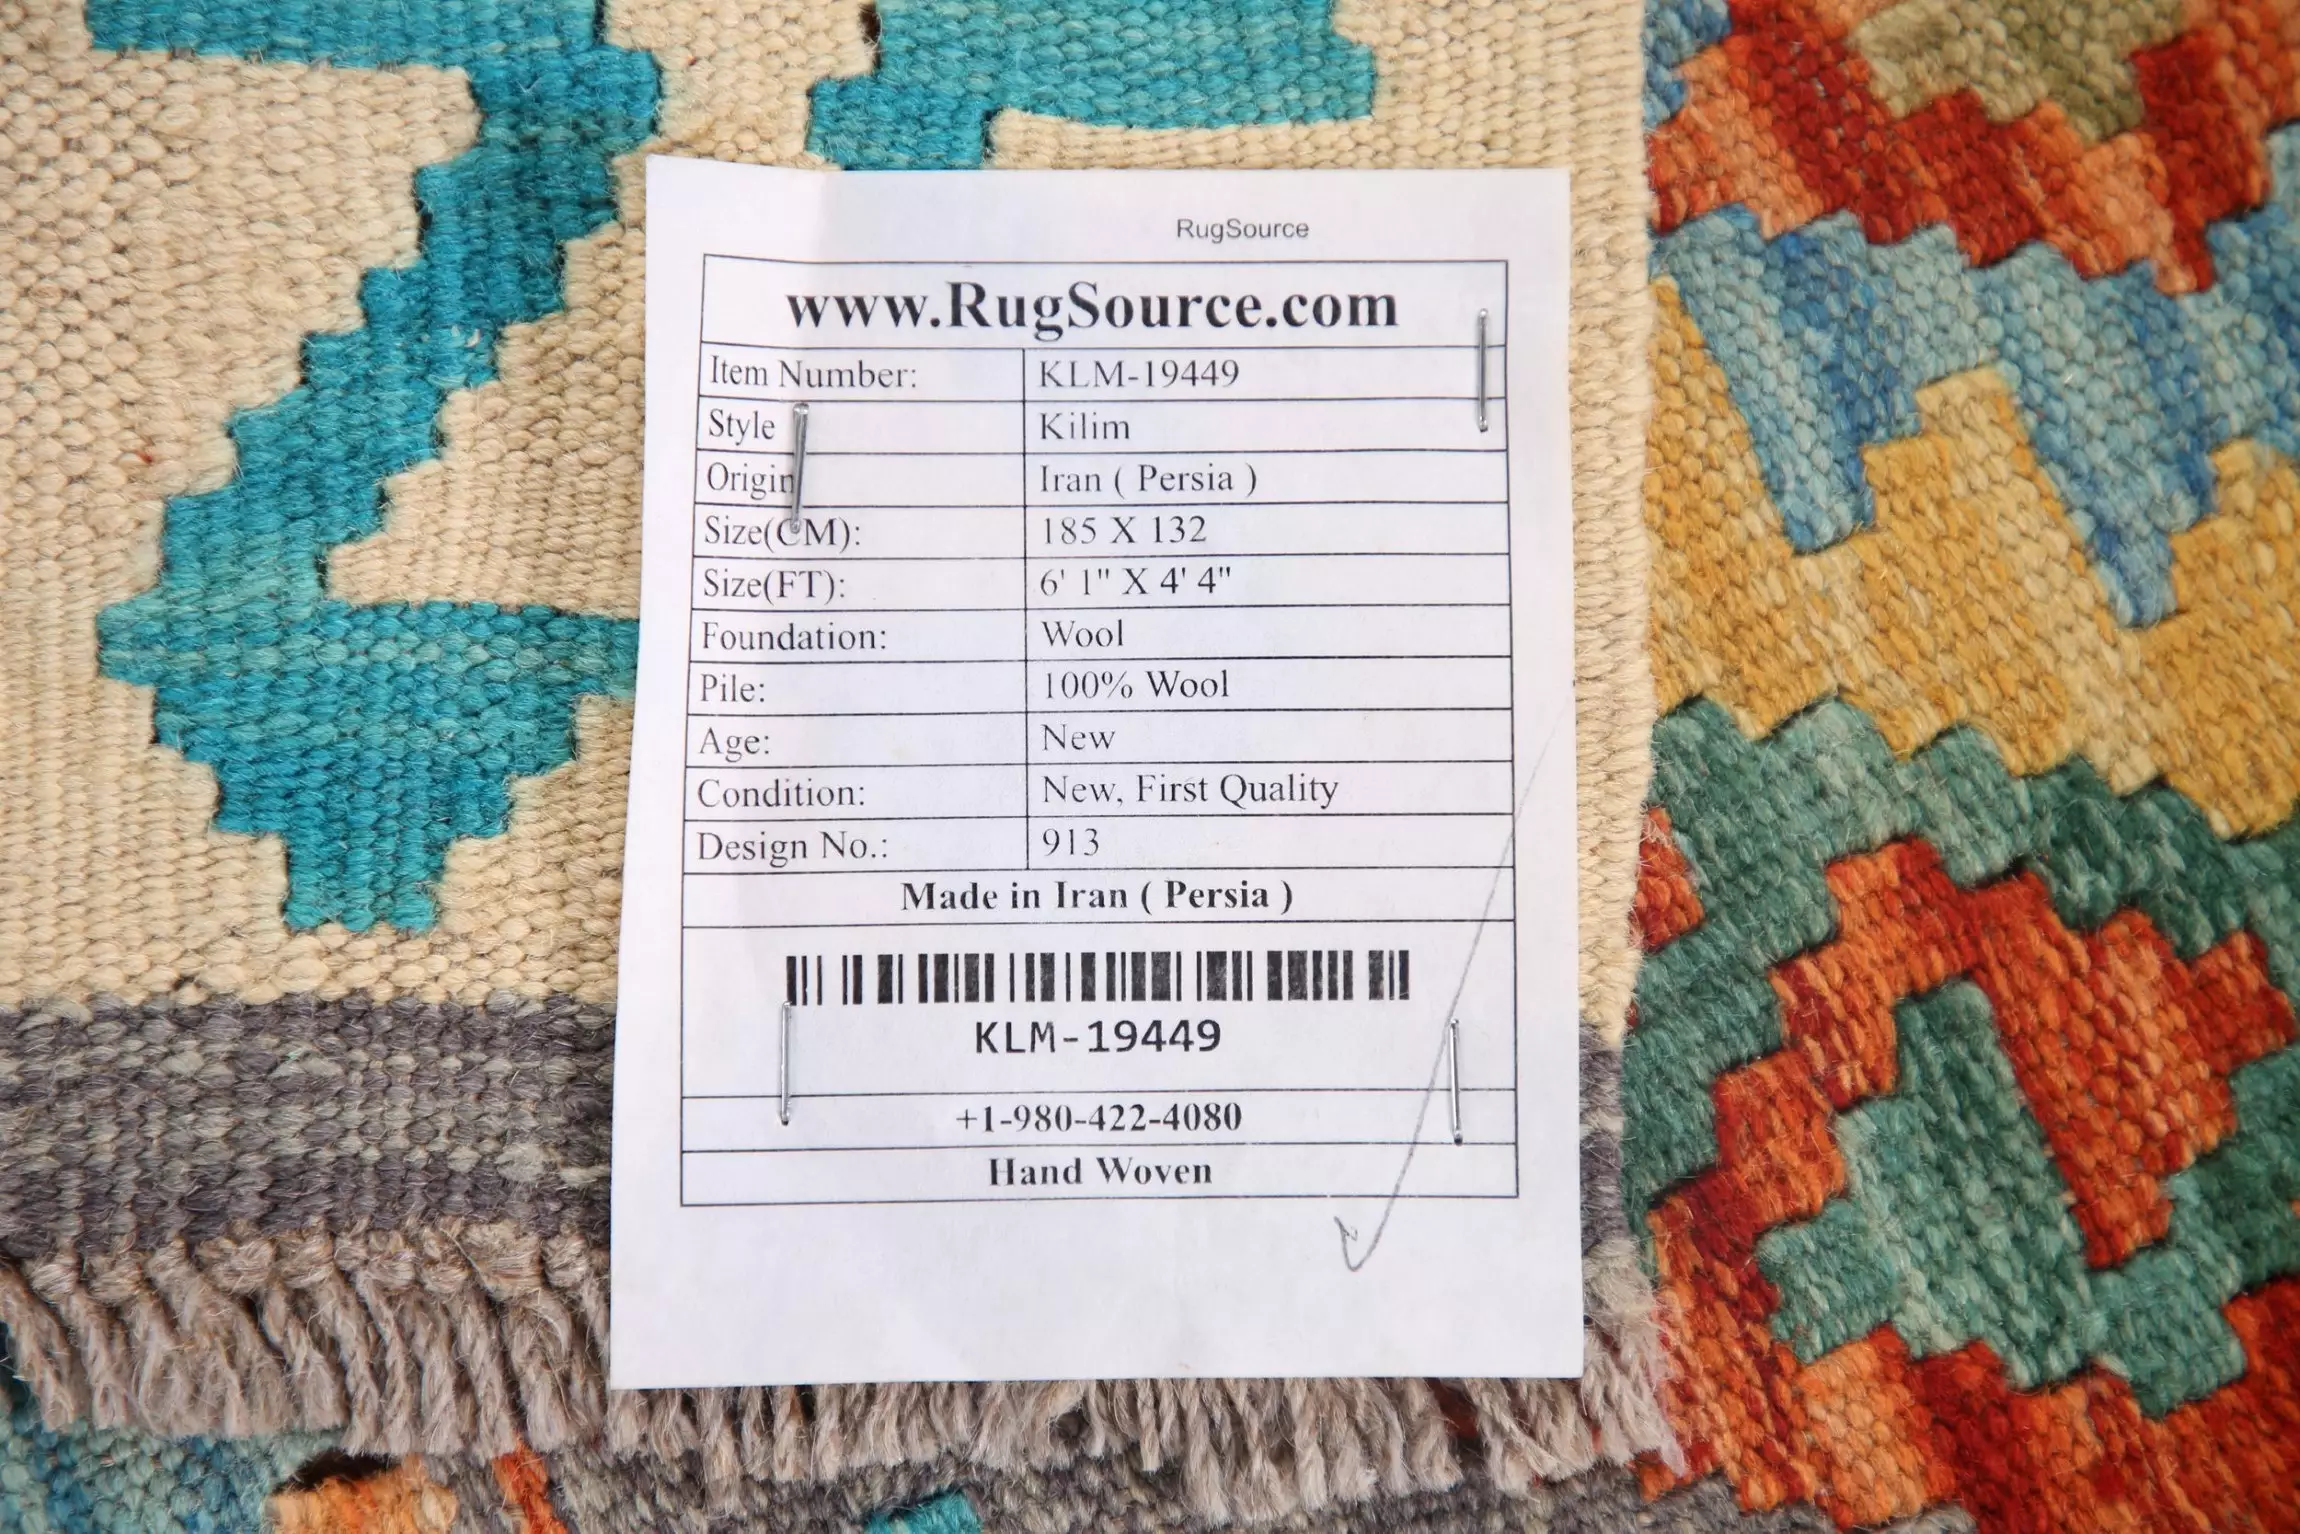 RugSource
www.RugSource.com
Item Number: KLM-19449
Style Kilim
Origin Iran ( Persia )
Size(CM): 185 X 132
Size(FT): 6' 1" X 4' 4"
Foundation: Wool
Pile: 100% Wool
Age: New
Condition: New, First Quality
Design No.: 913
Made in Iran ( Persia )
KLM-19449
+1-980-422-4080
Hand Woven